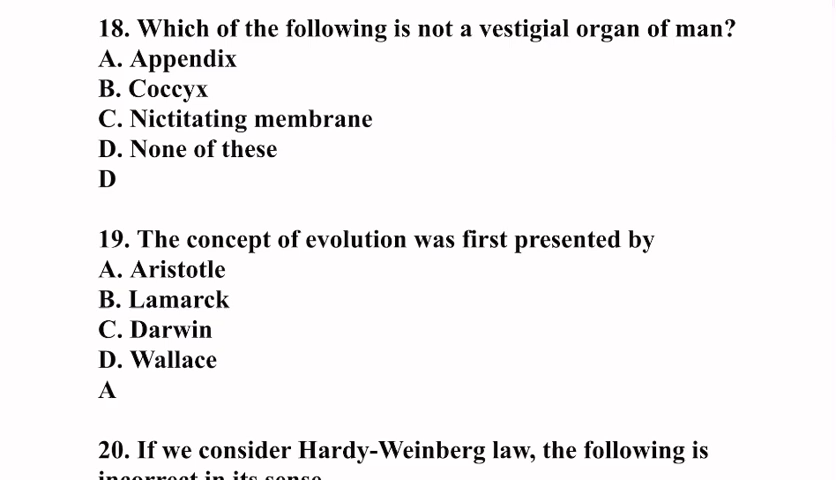 18. Which of the following is not a vestigial organ of man?
A. Appendix
B. Coccyx
C. Nictitating membrane
D. None of these
D
19. The concept of evolution was first presented by
A. Aristotle
B. Lamarck
C. Darwin
D. Wallace
A
20. If we consider Hardy-Weinberg law, the following is
incorrect in its sense